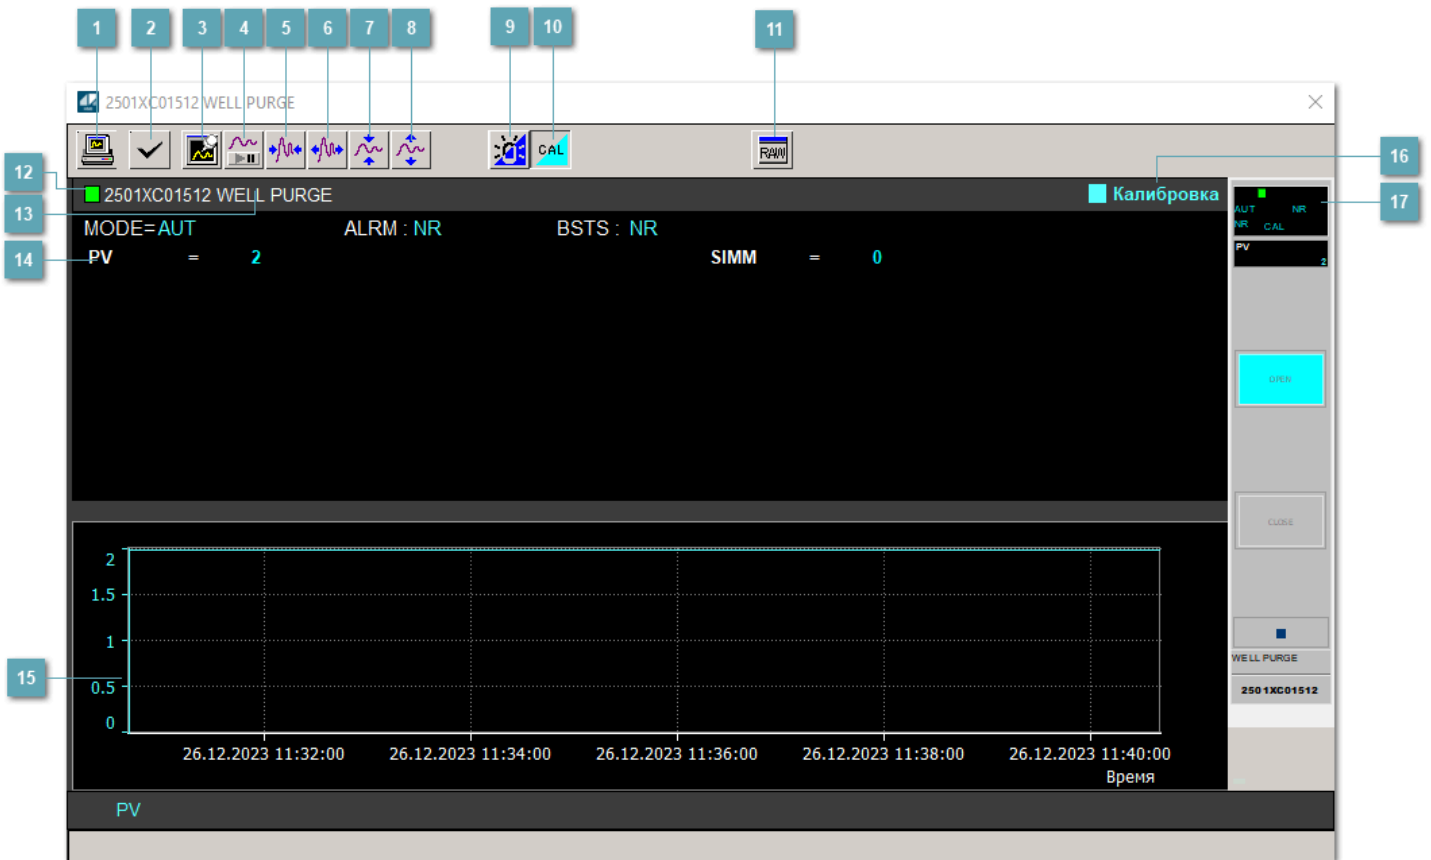 1 2 3 4 5 6 7 8 9 10 11
2501XC01512 WELL PURGE
CAL RAW
12
2501XC01512 WELL PURGE
Калибровка
16
13
MODE=AUT ALRM : NR BSTS : NR
AUT NR
NR CAL
17
14
PV = 2 SIMM = 0
PV
2
OPEN
CLOSE
2
1.5
1
0.5
0
15
WELL PURGE
2501XC01512
26.12.2023 11:32:00 26.12.2023 11:34:00 26.12.2023 11:36:00 26.12.2023 11:38:00 26.12.2023 11:40:00
Время
PV